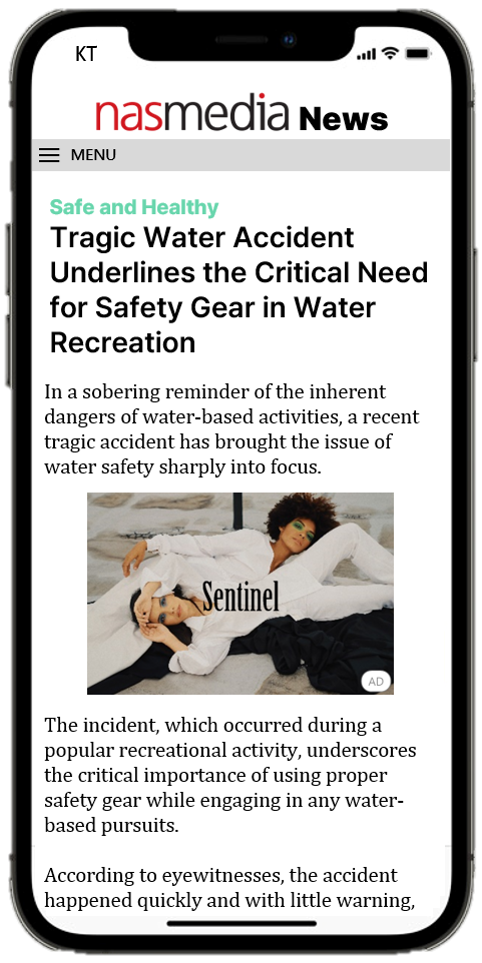 KT
nasmedia News
MENU
Safe and Healthy
Tragic Water Accident
Underlines the Critical Need
for Safety Gear in Water
Recreation
In a sobering reminder of the inherent
dangers of water-based activities, a recent
tragic accident has brought the issue of
water safety sharply into focus.
Sentinel
AD
The incident, which occurred during a
popular recreational activity, underscores
the critical importance of using proper
safety gear while engaging in any water-
based pursuits.
According to eyewitnesses, the accident
happened quickly and with little warning,